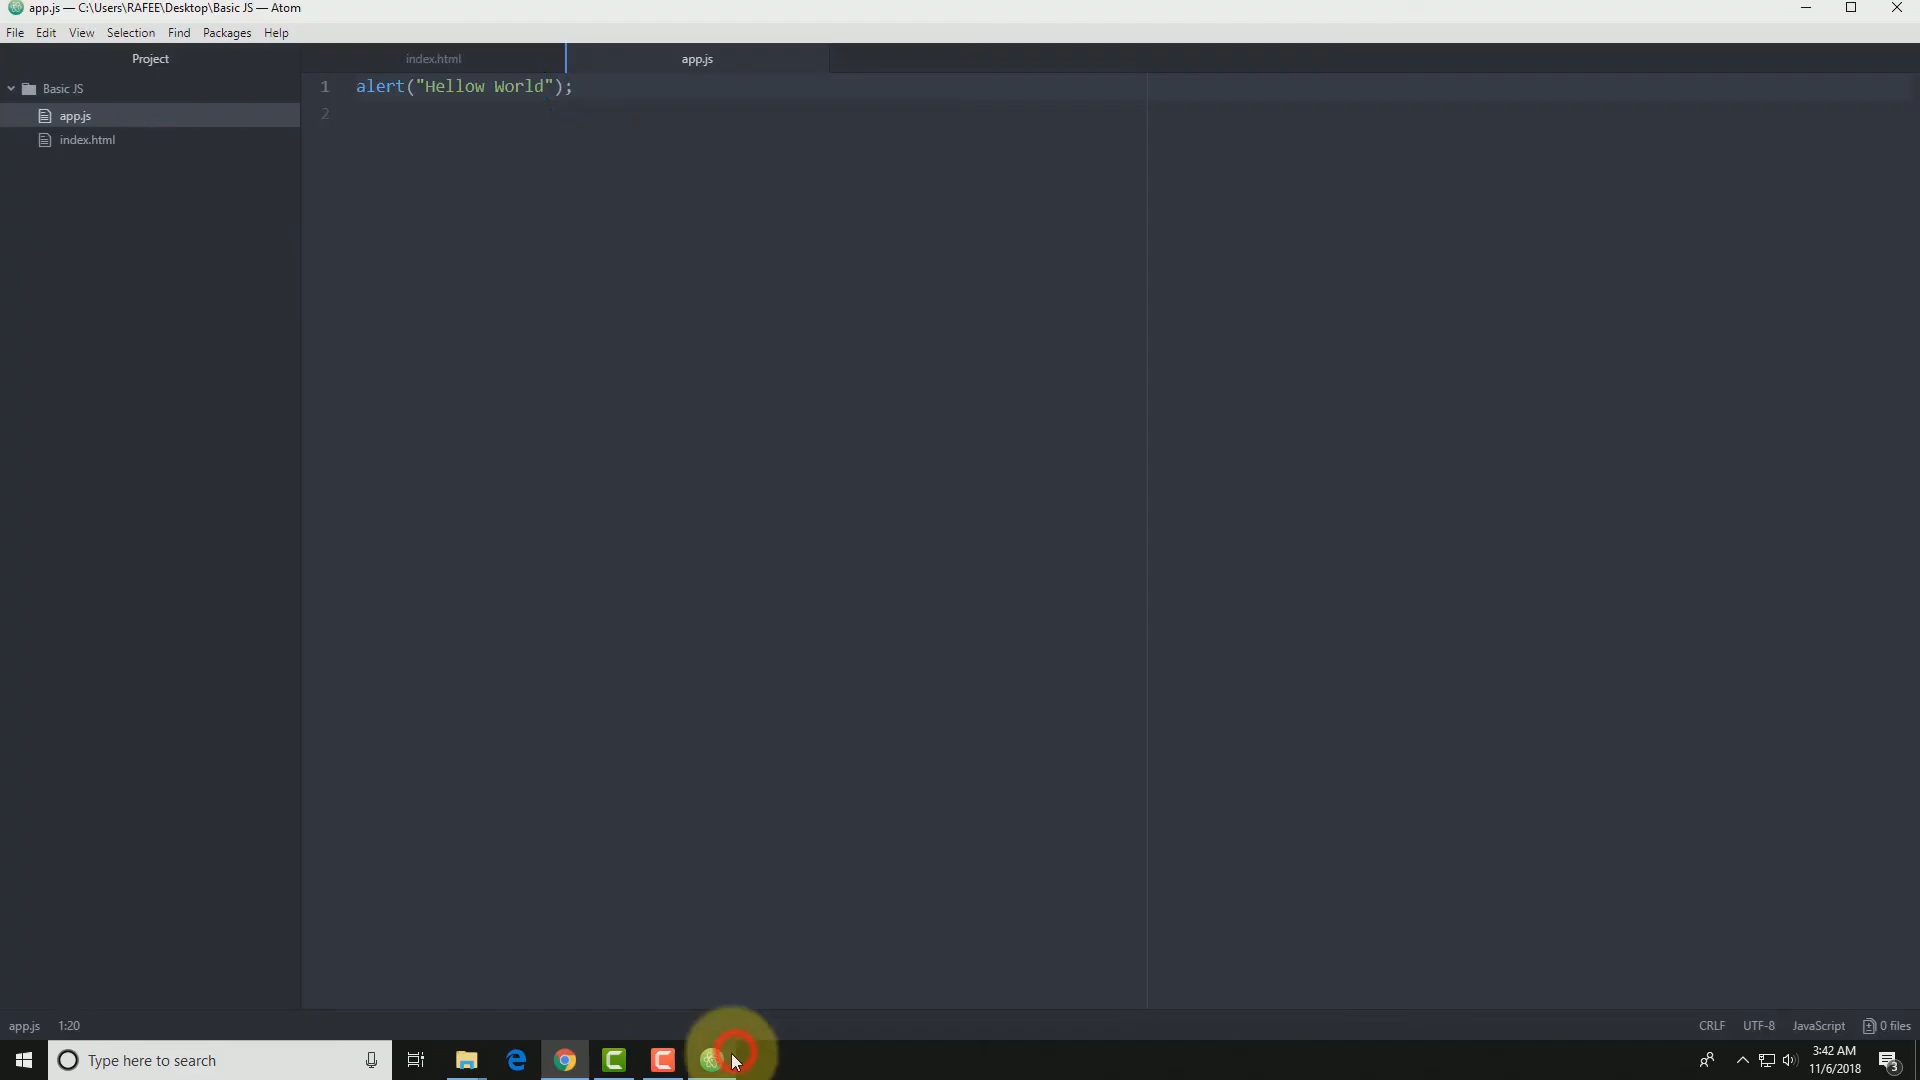 app.js — C:\Users\RAFEE\Desktop\Basic JS — Atom
File Edit View Selection Find Packages Help
Project
index.html
app.js
Basic JS
app.js
index.html
1 alert("Hellow World");
2
app.js 1:20
CRLF UTF-8 JavaScript 0 files
Type here to search
3:42 AM
11/6/2018
3